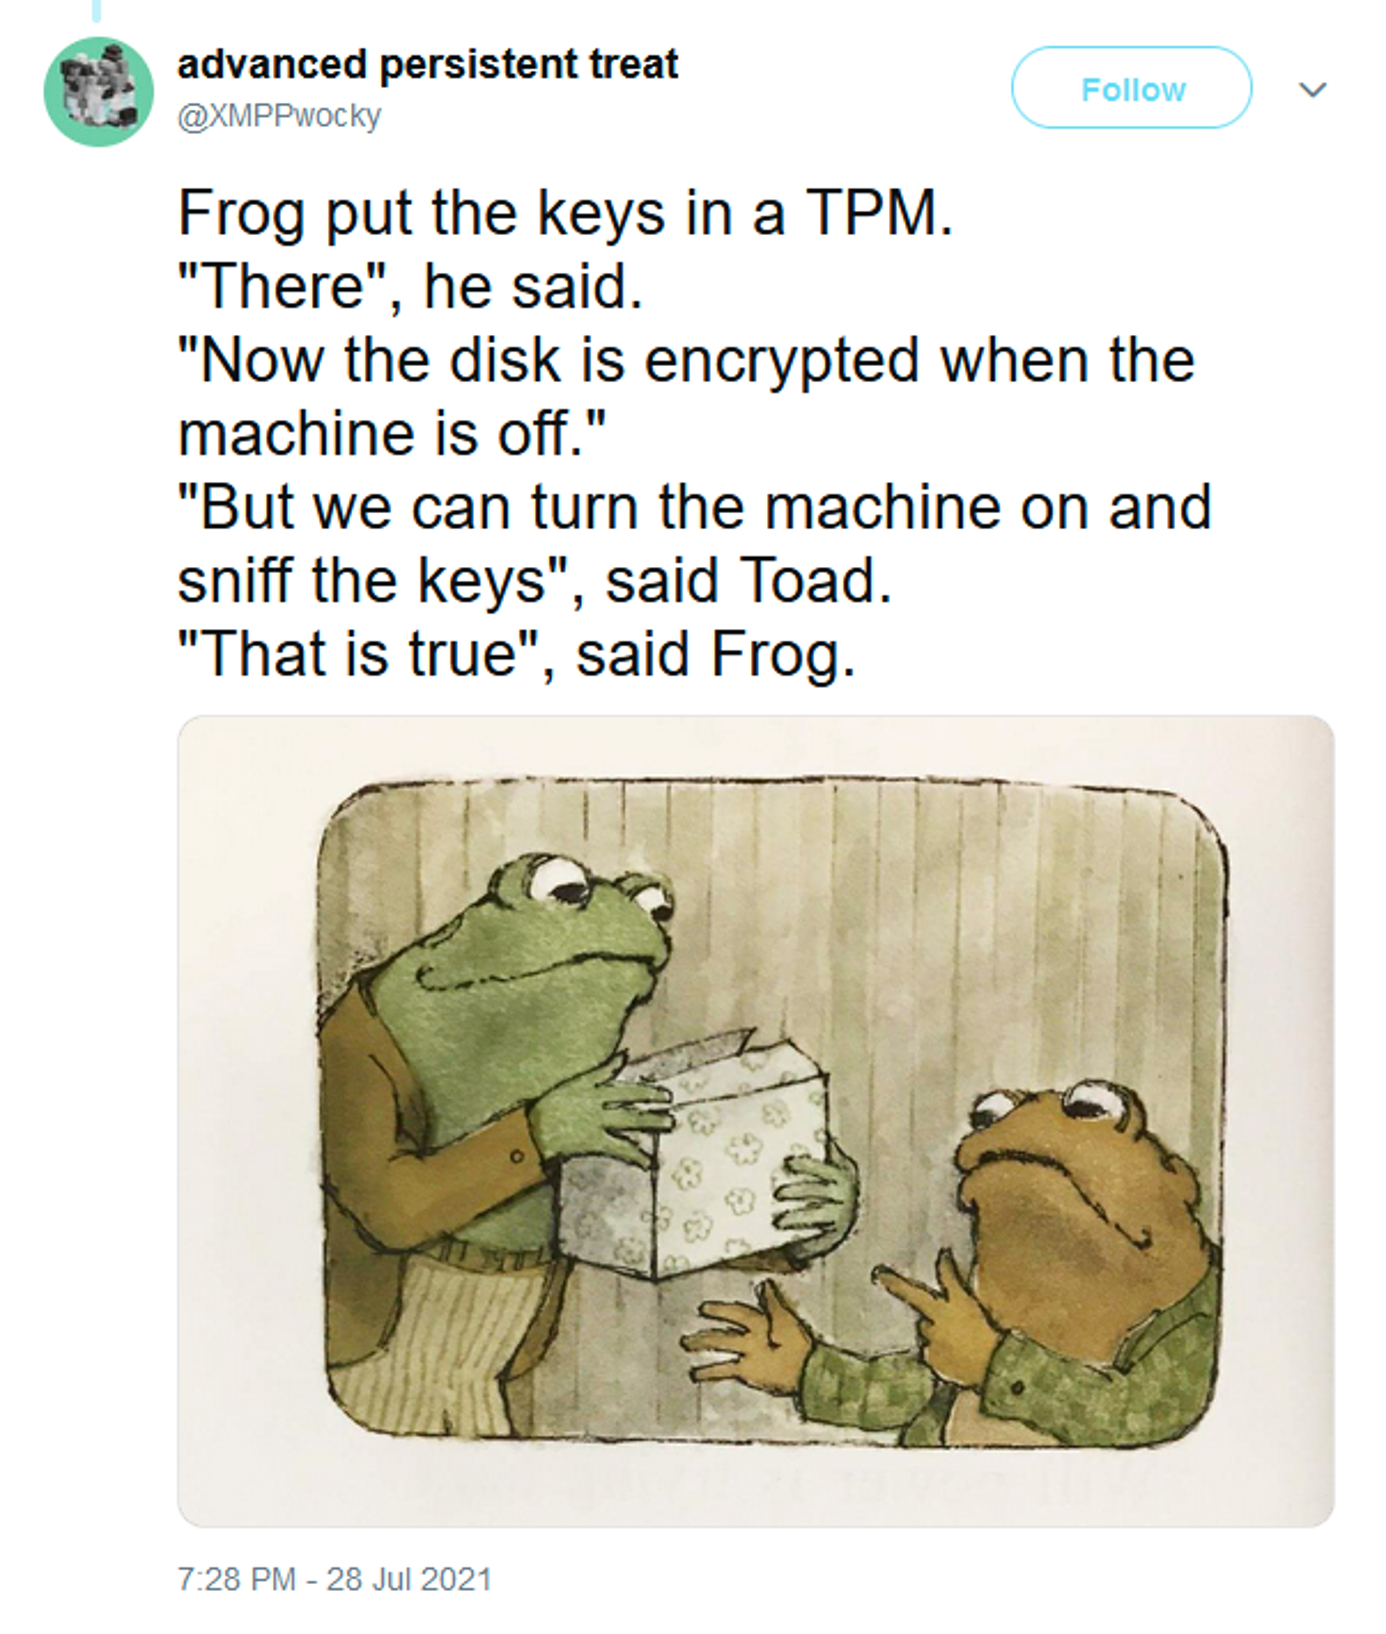 advanced persistent treat
@XMPPwocky
Follow
Frog put the keys in a TPM.
"There", he said.
"Now the disk is encrypted when the
machine is off."
"But we can turn the machine on and
sniff the keys", said Toad.
"That is true", said Frog.
7:28 PM - 28 Jul 2021